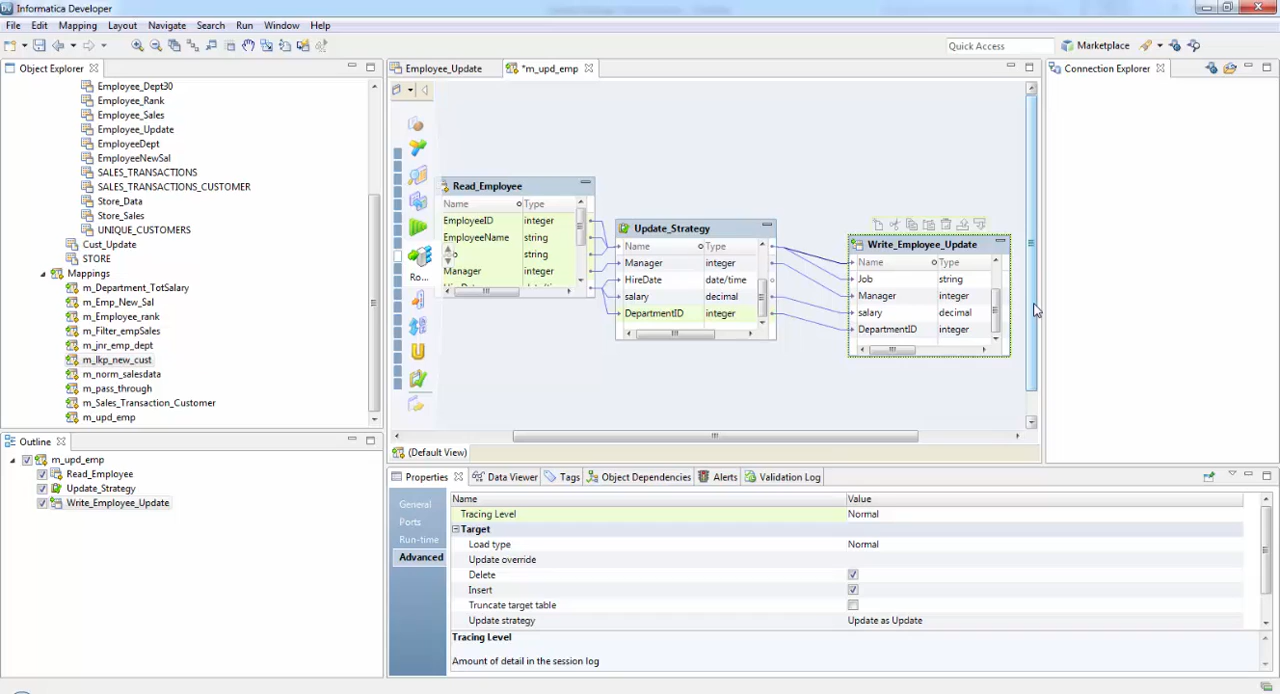 Informatica Developer
File Edit Mapping Layout Navigate Search Run Window Help
Quick Access Marketplace
Object Explorer
Employee_Dept30
Employee_Rank
Employee_Sales
Employee_Update
EmployeeDept
EmployeeNewSal
SALES_TRANSACTIONS
SALES_TRANSACTIONS_CUSTOMER
Store_Data
Store_Sales
UNIQUE_CUSTOMERS
Cust_Update
STORE
Mappings
m_Department_TotSalary
m_Emp_New_Sal
m_Employee_rank
m_Filter_empSales
m_jnr_emp_dept
m_lkp_new_cust
m_norm_salesdata
m_pass_through
m_Sales_Transaction_Customer
m_upd_emp
Outline
m_upd_emp
Read_Employee
Update_Strategy
Write_Employee_Update
Employee_Update *m_upd_emp
Ro...
Read_Employee
Name Type
EmployeeID integer
EmployeeName string
string
Manager integer
Update_Strategy
Name Type
Manager integer
HireDate date/time
salary decimal
DepartmentID integer
Write_Employee_Update
Name Type
Job string
Manager integer
salary decimal
DepartmentID integer
(Default View)
Connection Explorer
Properties Data Viewer Tags Object Dependencies Alerts Validation Log
General
Ports
Run-time
Advanced
Name Value
Tracing Level Normal
Target
Load type Normal
Update override
Delete
Insert
Truncate target table
Update strategy Update as Update
Tracing Level
Amount of detail in the session log